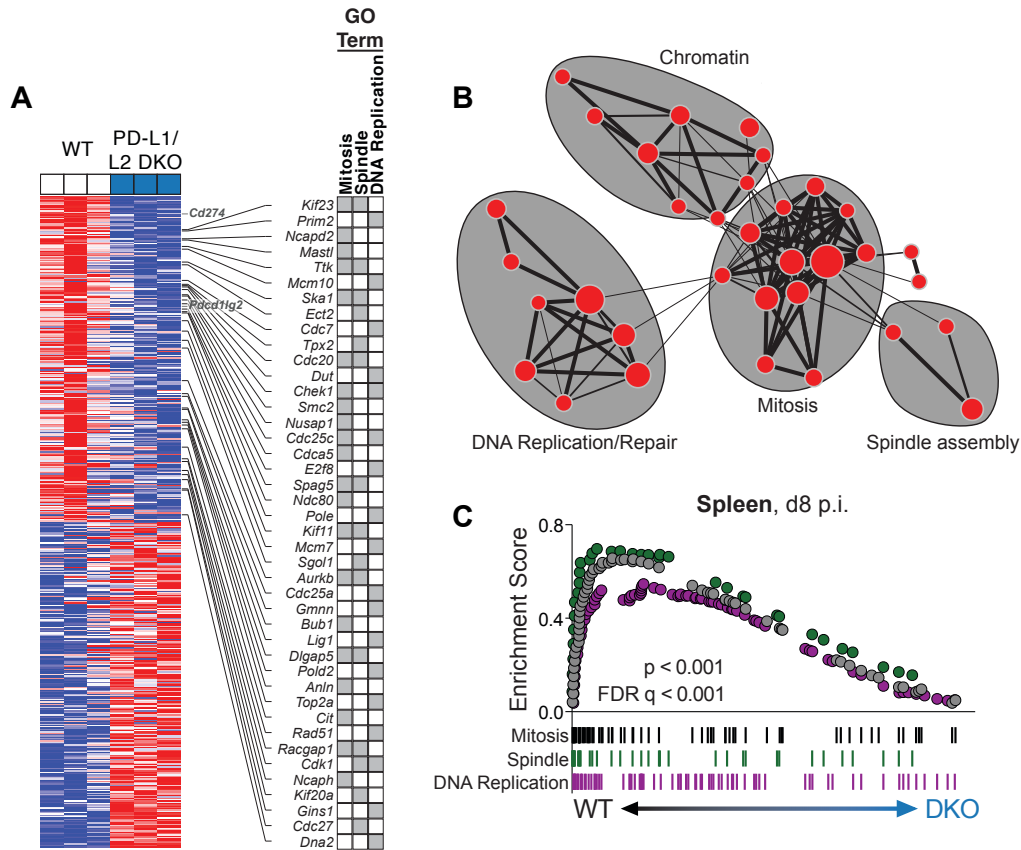 A
GO
Term
Mitosis
Spindle
DNA Replication
WT
PD-L1/
L2 DKO
Cd274
Pdcd1lg2
Kif23
Prim2
Ncapd2
Mastl
Ttk
Mcm10
Ska1
Ect2
Cdc7
Tpx2
Cdc20
Dut
Chek1
Smc2
Nusap1
Cdc25c
Cdca5
E2f8
Spag5
Ndc80
Pole
Kif11
Mcm7
Sgol1
Aurkb
Cdc25a
Gmnn
Bub1
Lig1
Dlgap5
Pold2
Anln
Top2a
Cit
Rad51
Racgap1
Cdk1
Ncaph
Kif20a
Gins1
Cdc27
Dna2
B
Chromatin
DNA Replication/Repair
Mitosis
Spindle assembly
C
Spleen, d8 p.i.
Enrichment Score
0.8
0.4
0.0
p < 0.001
FDR q < 0.001
Mitosis
Spindle
DNA Replication
WT
DKO